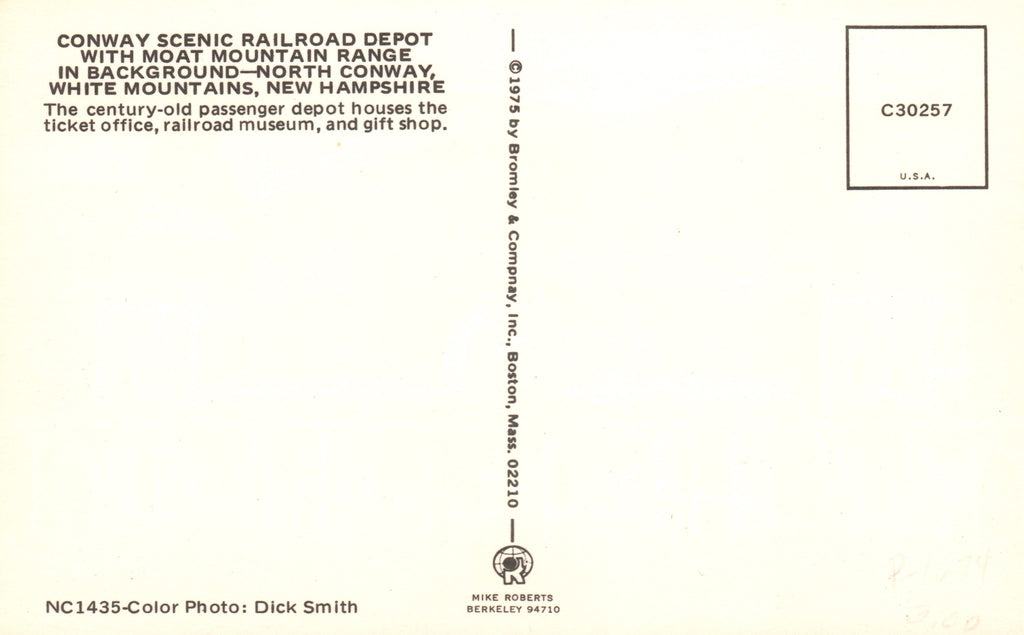 CONWAY SCENIC RAILROAD DEPOT
WITH MOAT MOUNTAIN RANGE
IN BACKGROUND—NORTH CONWAY,
WHITE MOUNTAINS, NEW HAMPSHIRE
The century-old passenger depot houses the
ticket office, railroad museum, and gift shop.
NC1435-Color Photo: Dick Smith
© 1975 by Bromley & Compnay, Inc., Boston, Mass. 02210
MIKE ROBERTS
BERKELEY 94710
C30257
U.S.A.